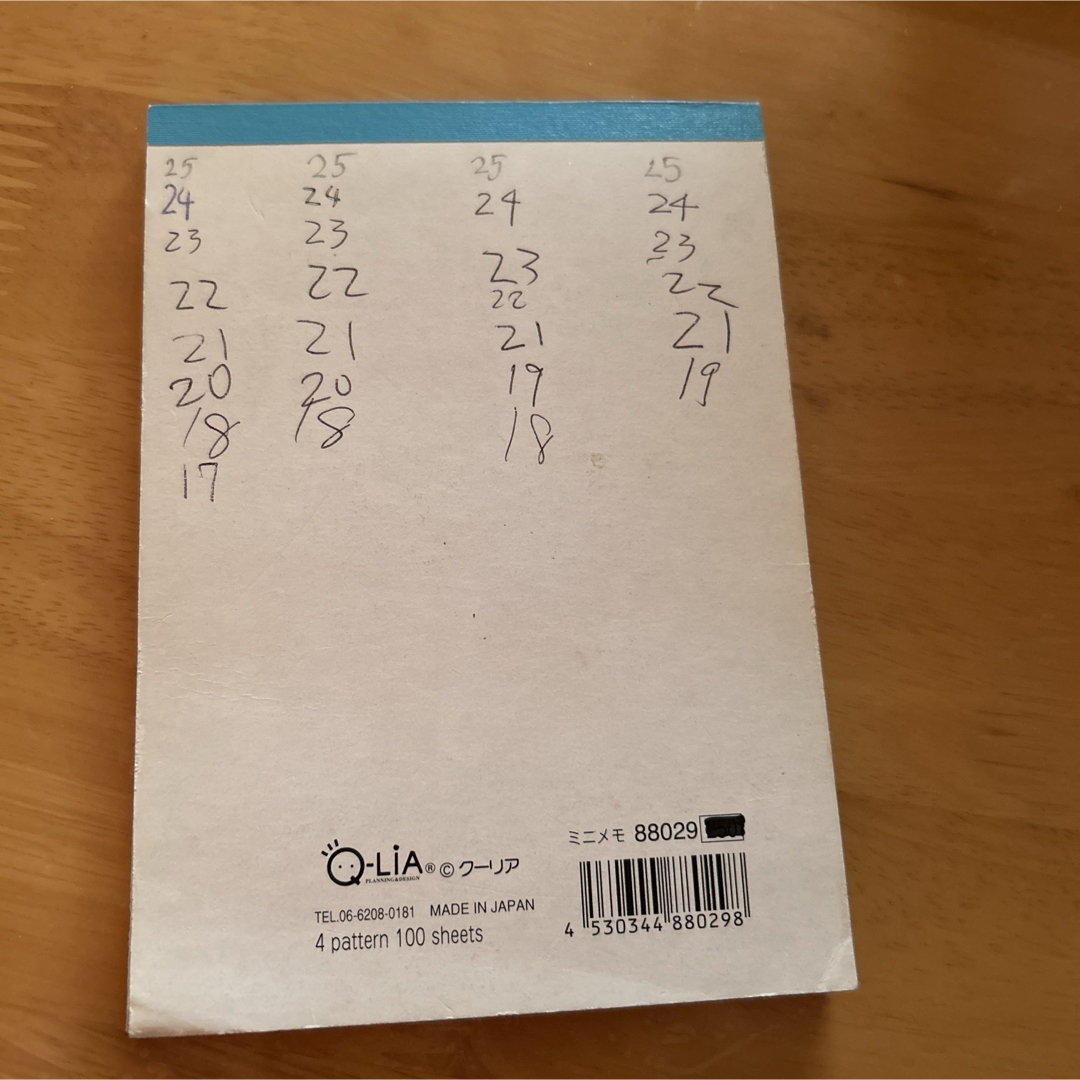 25 25 25 25
24 24 24 24
23 23 23 23
22 22 22 22
21 21 21 21
20 20 19 19
18 18 18
17
ミニメモ 88029
Q-LiA® © クーリア
PLANNING&DESIGN
TEL.06-6208-0181 MADE IN JAPAN
4 pattern 100 sheets
4 530344 880298